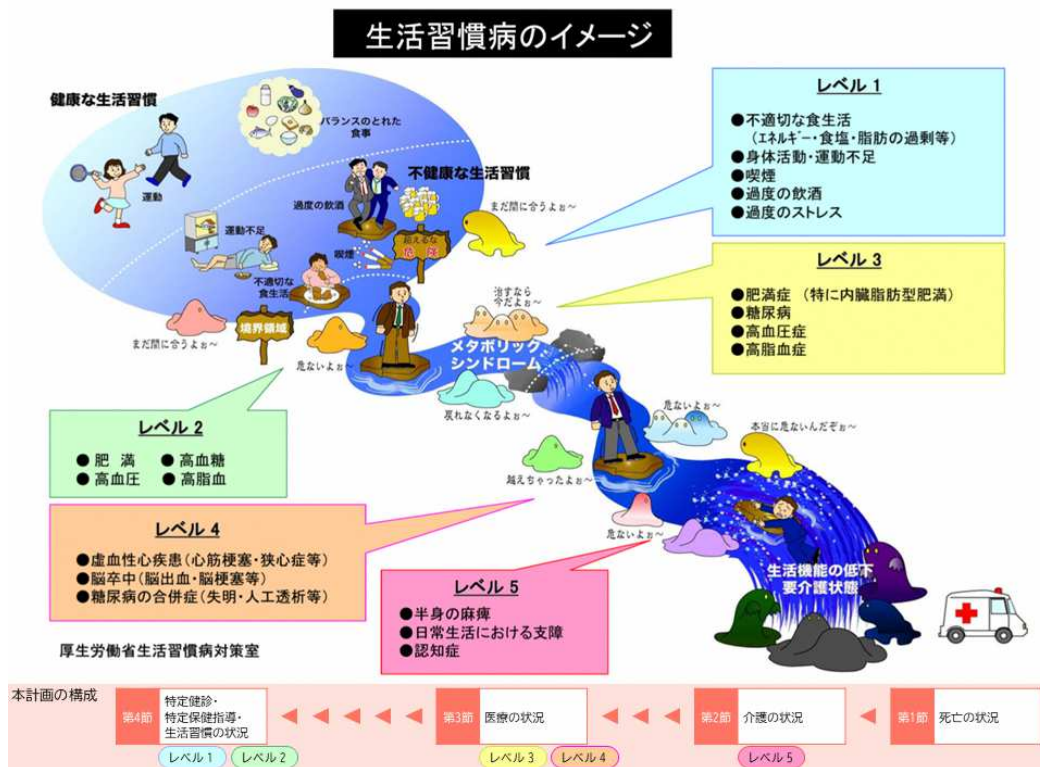 生活習慣病のイメージ
健康な生活習慣
バランスのとれた
食事
運動
不健康な生活習慣
過度の飲酒
まだ間に合うよぉ～
運動不足
喫煙
超えるな
危険
不適切な
食生活
治すなら
今だよぉ～
境界領域
まだ間に合うよぉ～
危ないよぉ～
メタボリック
シンドローム
戻れなくなるよぉ～
危ないよぉ～
本当に危ないんだぞぉ～
越えちゃったよぉ～
危ないよぉ～
生活機能の低下
要介護状態
レベル 1
●不適切な食生活
（エネルギー・食塩・脂肪の過剰等）
●身体活動・運動不足
●喫煙
●過度の飲酒
●過度のストレス
レベル 3
●肥満症 （特に内臓脂肪型肥満）
●糖尿病
●高血圧症
●高脂血症
レベル 2
● 肥 満 ● 高血糖
● 高血圧 ● 高脂血
レベル 4
●虚血性心疾患（心筋梗塞・狭心症等）
●脳卒中（脳出血・脳梗塞等）
●糖尿病の合併症（失明・人工透析等）
レベル 5
●半身の麻痺
●日常生活における支障
●認知症
厚生労働省生活習慣病対策室
本計画の構成
第4節
特定健診・
特定保健指導・
生活習慣の状況
第3節 医療の状況
第2節 介護の状況
第1節 死亡の状況
レベル 1 レベル 2 レベル 3 レベル 4 レベル 5